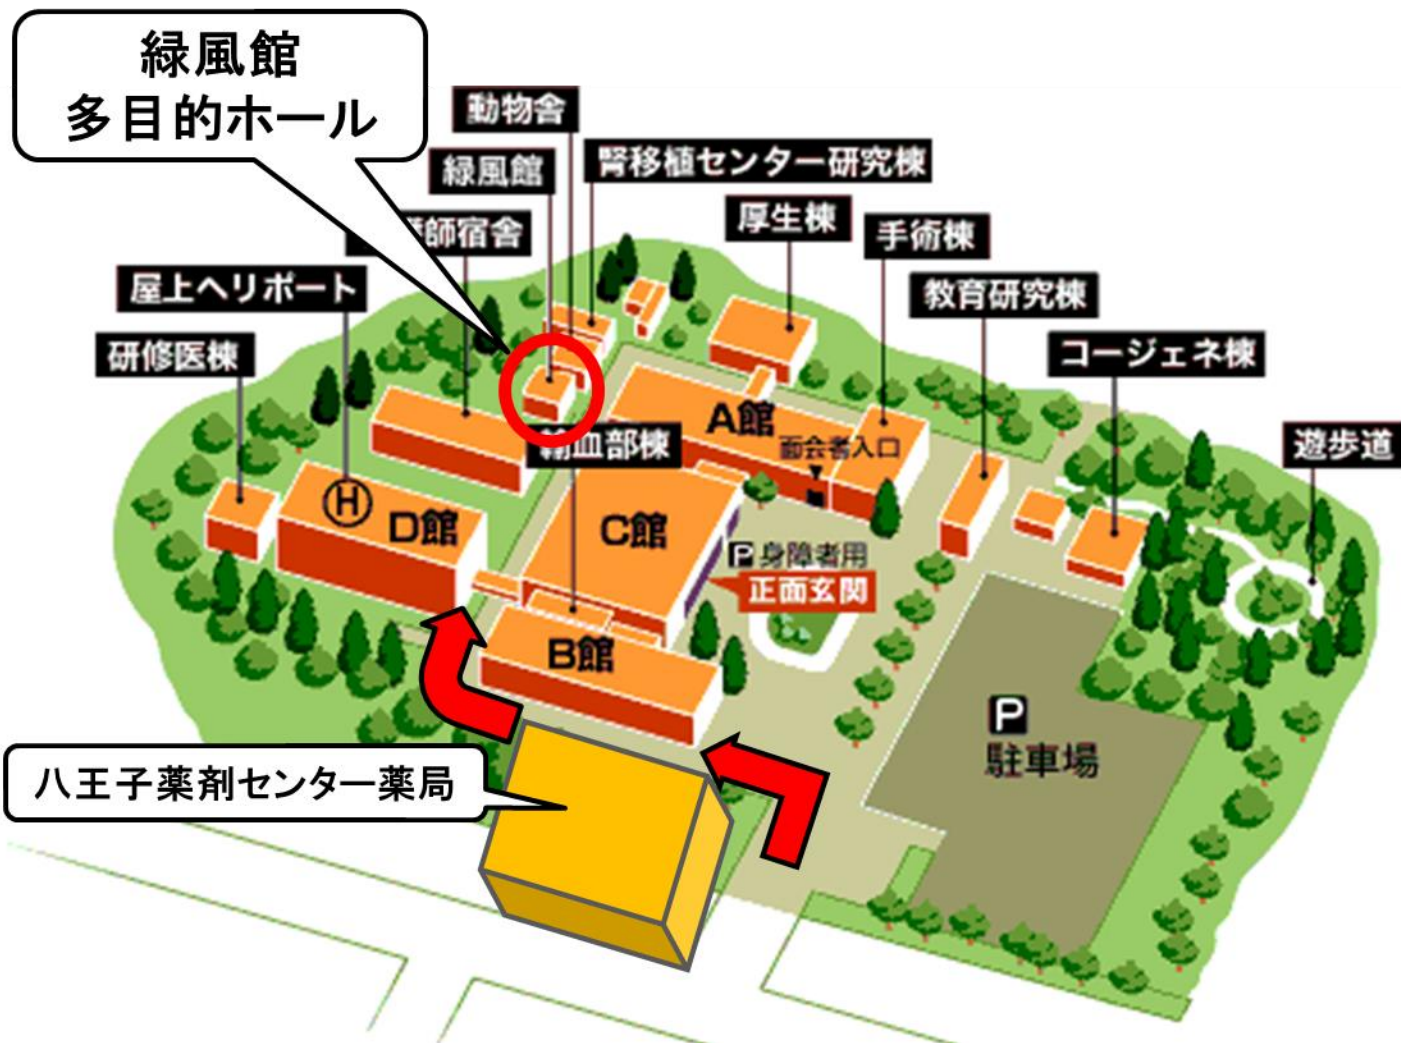 緑風館
多目的ホール
動物舎
緑風館
腎移植センター研究棟
師宿舎
厚生棟
手術棟
屋上ヘリポート
教育研究棟
研修医棟
コージェネ棟
A館
面会者入口
輸血部棟
遊歩道
H
D館
C館
P 身障者用
正面玄関
B館
P
駐車場
八王子薬剤センター薬局